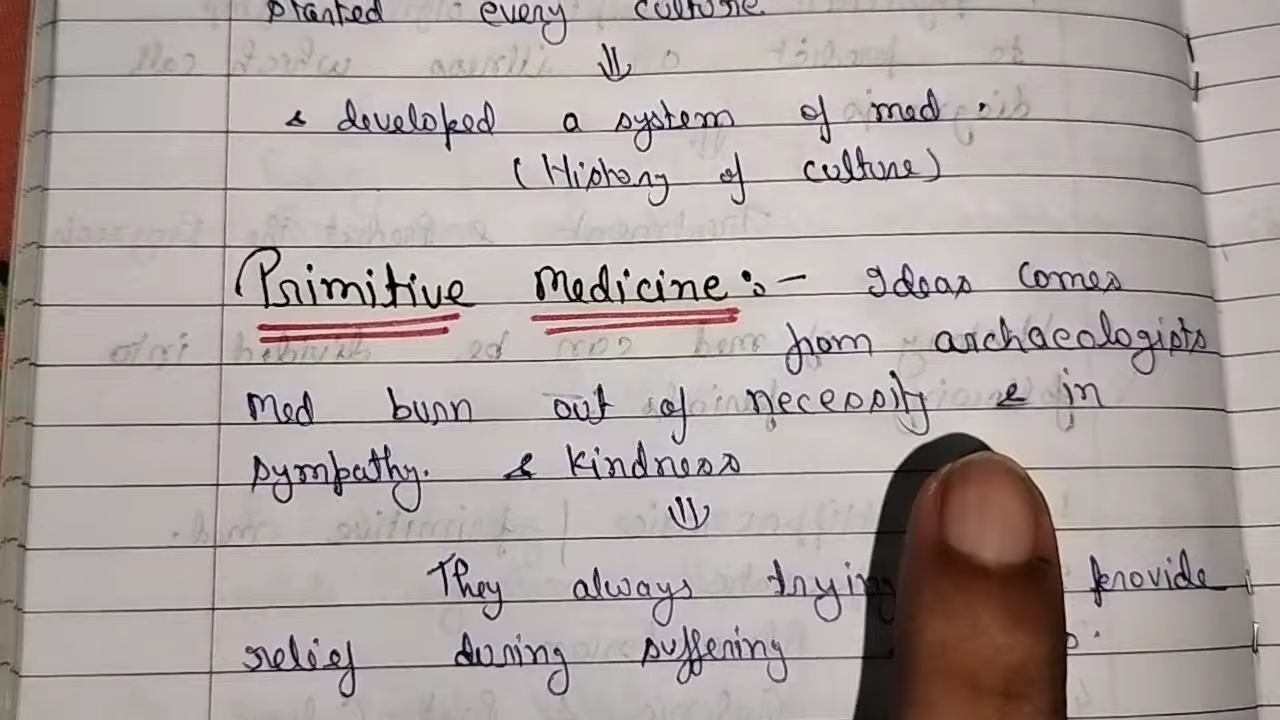 started every culture.
⇓
& developed a system of med.
(History of culture)
Primitive Medicine :- Ideas comes
from archaeologists
Med burn out of necessity & in
sympathy. & kindness
⇓
They always trying provide
relief during suffering